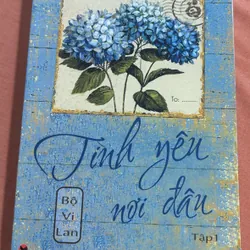 To:
Tình yêu
nơi đâu
Bộ
Vi
Lan
Tập 1